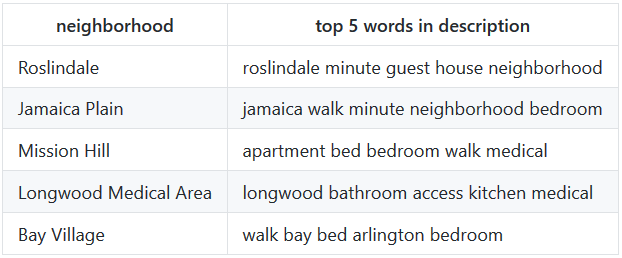 neighborhood top 5 words in description
Roslindale roslindale minute guest house neighborhood
Jamaica Plain jamaica walk minute neighborhood bedroom
Mission Hill apartment bed bedroom walk medical
Longwood Medical Area longwood bathroom access kitchen medical
Bay Village walk bay bed arlington bedroom